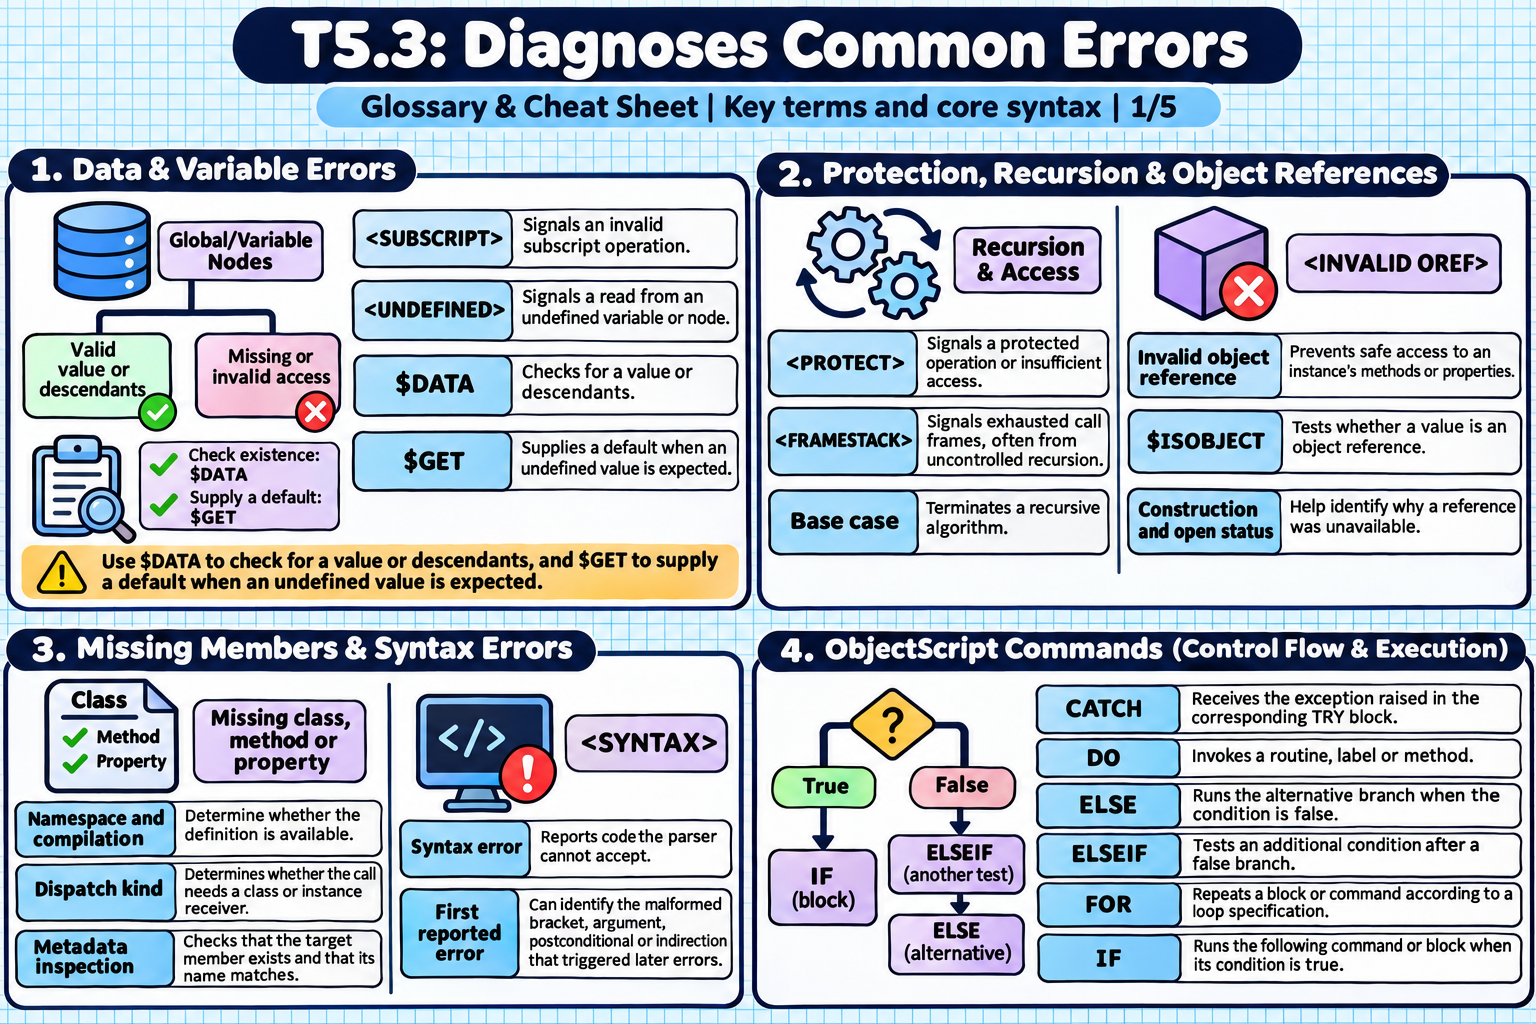 T5.3: Diagnoses Common Errors
Glossary & Cheat Sheet | Key terms and core syntax | 1/5
1. Data & Variable Errors
Global/Variable
Nodes
Valid
value or
descendants
Missing or
invalid access
Check existence:
$DATA
Supply a default:
$GET
<SUBSCRIPT>
Signals an invalid
subscript operation.
<UNDEFINED>
Signals a read from an
undefined variable or node.
$DATA
Checks for a value or
descendants.
$GET
Supplies a default when an
undefined value is expected.
Use $DATA to check for a value or descendants, and $GET to supply
a default when an undefined value is expected.
2. Protection, Recursion & Object References
Recursion
& Access
<PROTECT>
Signals a protected
operation or insufficient
access.
<FRAMESTACK>
Signals exhausted call
frames, often from
uncontrolled recursion.
Base case
Terminates a recursive
algorithm.
<INVALID OREF>
Invalid object
reference
Prevents safe access to an
instance's methods or properties.
$ISOBJECT
Tests whether a value is an
object reference.
Construction
and open status
Help identify why a reference
was unavailable.
3. Missing Members & Syntax Errors
Class
Method
Property
Missing class,
method or
property
Namespace and
compilation
Determine whether the
definition is available.
Dispatch kind
Determines whether the call
needs a class or instance
receiver.
Metadata
inspection
Checks that the target
member exists and that its
name matches.
</>
!
<SYNTAX>
Syntax error
Reports code the parser
cannot accept.
First
reported
error
Can identify the malformed
bracket, argument,
postconditional or indirection
that triggered later errors.
4. ObjectScript Commands (Control Flow & Execution)
?
True
False
IF
(block)
ELSEIF
(another test)
ELSE
(alternative)
CATCH
Receives the exception raised in the
corresponding TRY block.
DO
Invokes a routine, label or method.
ELSE
Runs the alternative branch when the
condition is false.
ELSEIF
Tests an additional condition after a
false branch.
FOR
Repeats a block or command according to a
loop specification.
IF
Runs the following command or block when
its condition is true.